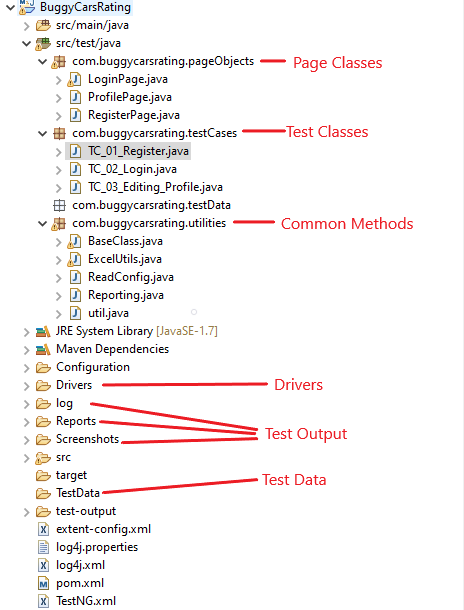 BuggyCarsRating
src/main/java
src/test/java
com.buggycarsrating.pageObjects Page Classes
LoginPage.java
ProfilePage.java
RegisterPage.java
com.buggycarsrating.testCases Test Classes
TC_01_Register.java
TC_02_Login.java
TC_03_Editing_Profile.java
com.buggycarsrating.testData
com.buggycarsrating.utilities Common Methods
BaseClass.java
ExcelUtils.java
ReadConfig.java
Reporting.java
util.java
JRE System Library [JavaSE-1.7]
Maven Dependencies
Configuration
Drivers Drivers
log
Reports Test Output
Screenshots
src
target Test Data
TestData
test-output
extent-config.xml
log4j.properties
log4j.xml
pom.xml
TestNG.xml